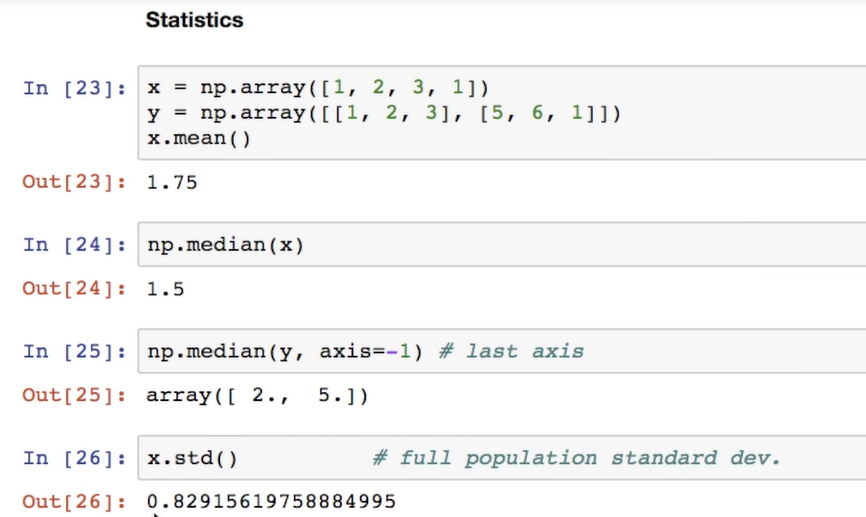 Statistics
In [23]: x = np.array([1, 2, 3, 1])
y = np.array([[1, 2, 3], [5, 6, 1]])
x.mean()
Out[23]: 1.75
In [24]: np.median(x)
Out[24]: 1.5
In [25]: np.median(y, axis=-1) # last axis
Out[25]: array([ 2.,  5.])
In [26]: x.std()          # full population standard dev.
Out[26]: 0.82915619758884995